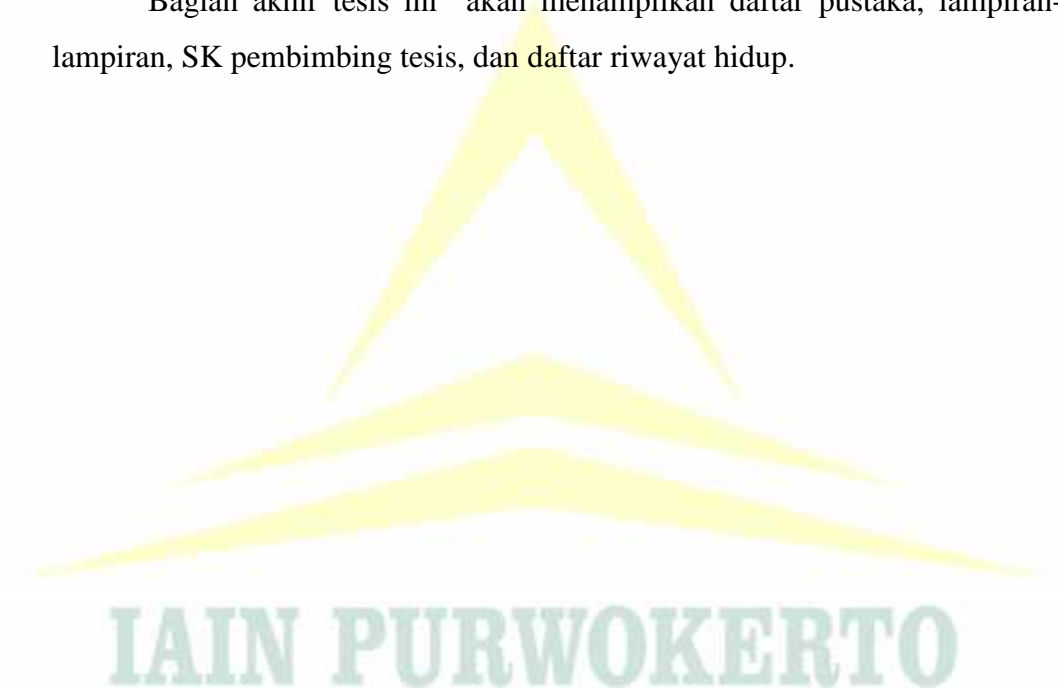 Bagian akhir tesis ini akan menampilkan daftar pustaka, lampiran-
lampiran, SK pembimbing tesis, dan daftar riwayat hidup.
IAIN PURWOKERTO